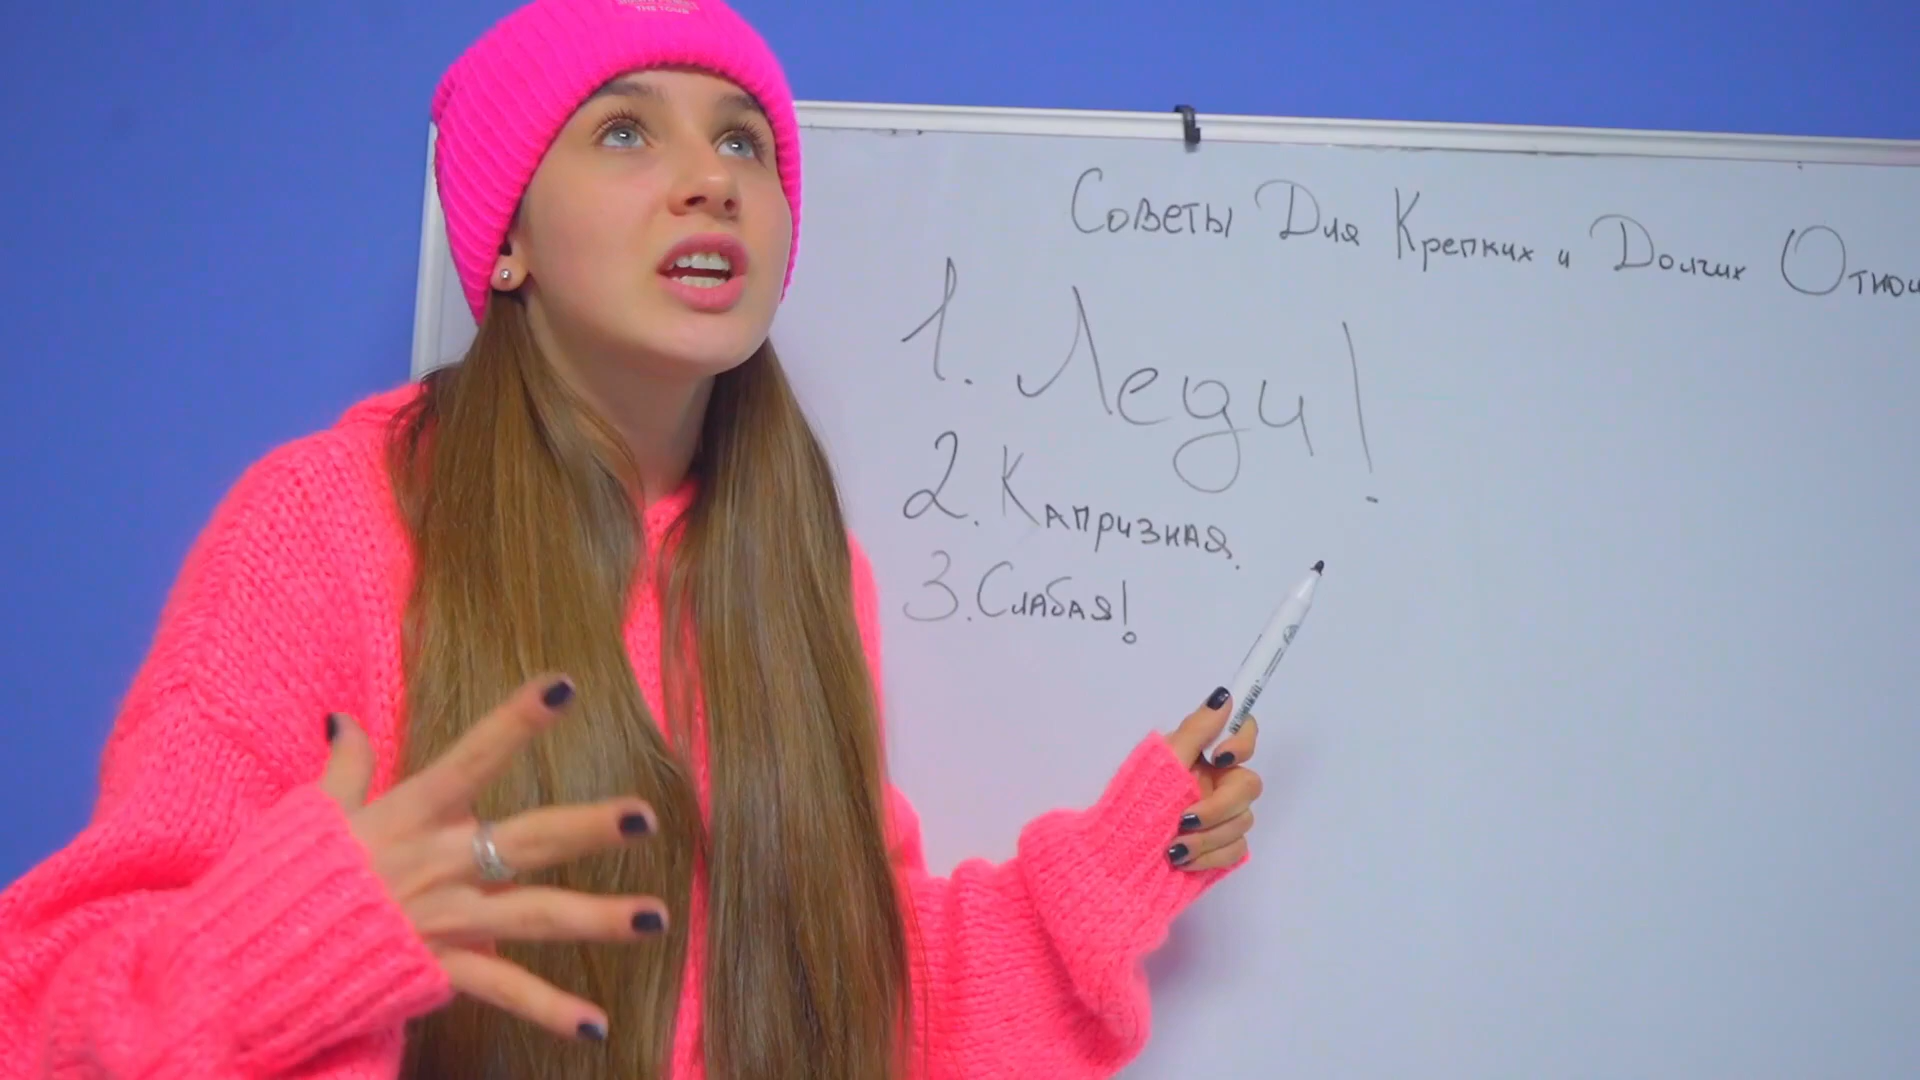 Советы Для Крепких и Долгих
1. Леди!
2. Капризная.
3. Слабая!